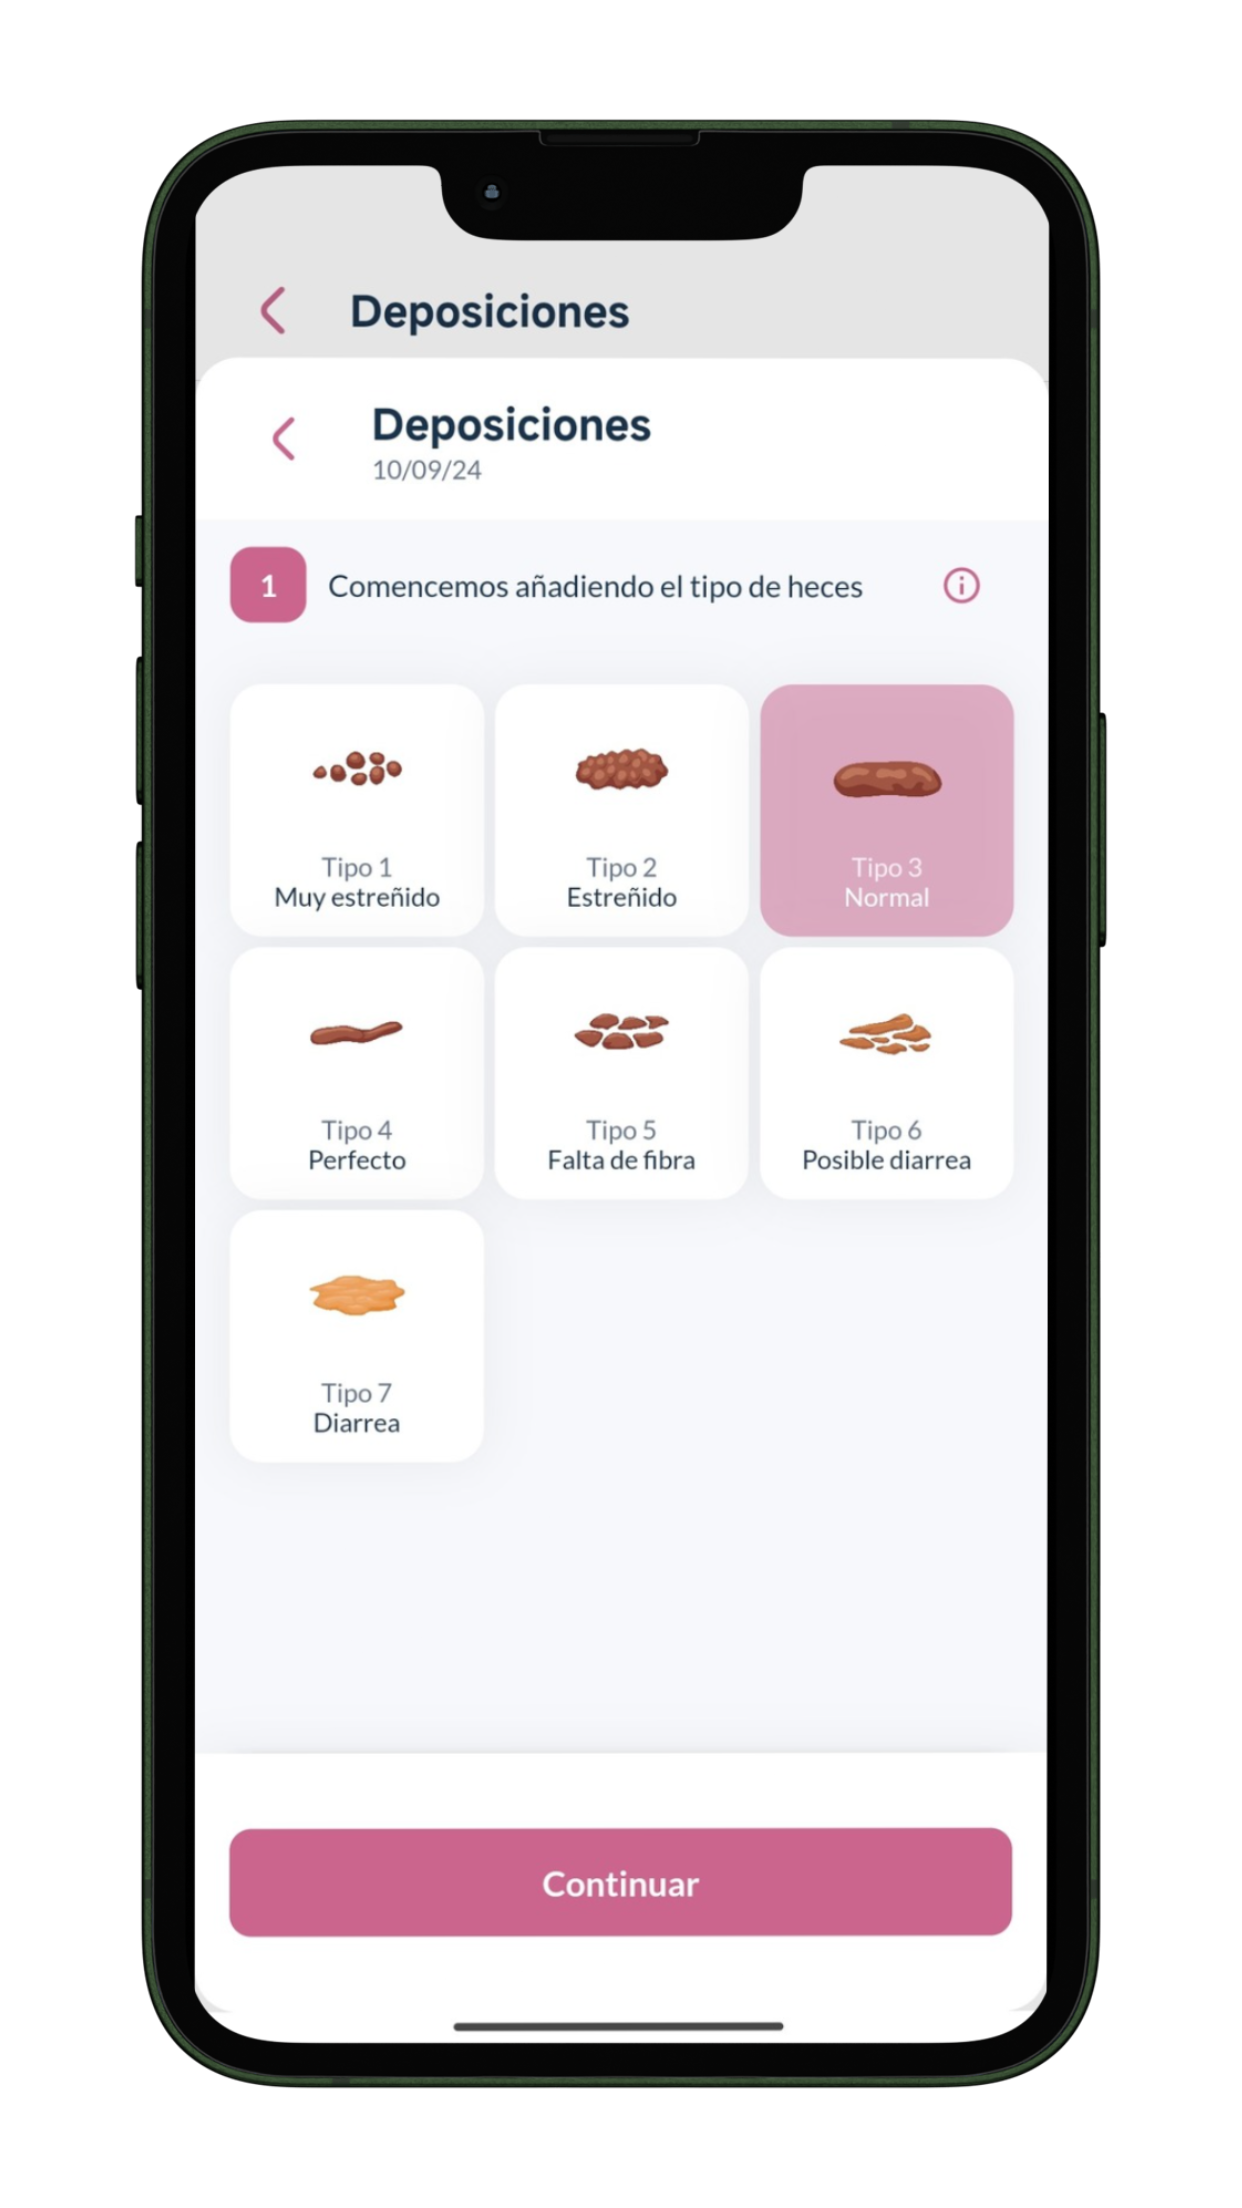 Deposiciones
Deposiciones
10/09/24
1
Comencemos añadiendo el tipo de heces
Tipo 1
Muy estreñido
Tipo 2
Estreñido
Tipo 3
Normal
Tipo 4
Perfecto
Tipo 5
Falta de fibra
Tipo 6
Posible diarrea
Tipo 7
Diarrea
Continuar